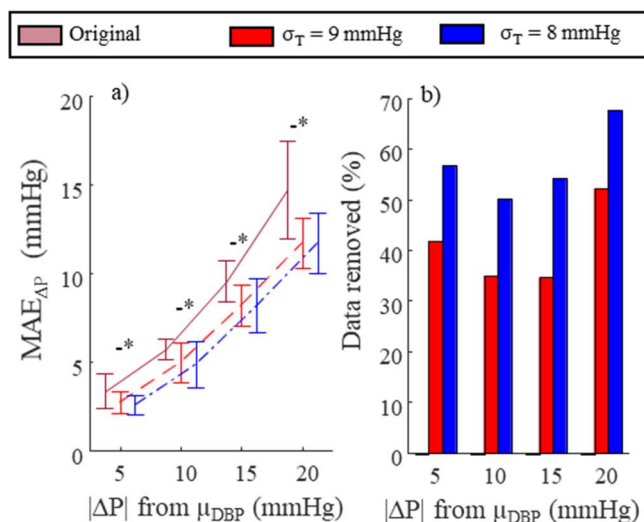 Original
σT = 9 mmHg
σT = 8 mmHg
a)
MAEΔP (mmHg)
20
15
10
5
0
-*
-*
-*
-*
5 10 15 20
|ΔP| from μDBP (mmHg)
b)
Data removed (%)
70
60
50
40
30
20
10
0
5 10 15 20
|ΔP| from μDBP (mmHg)